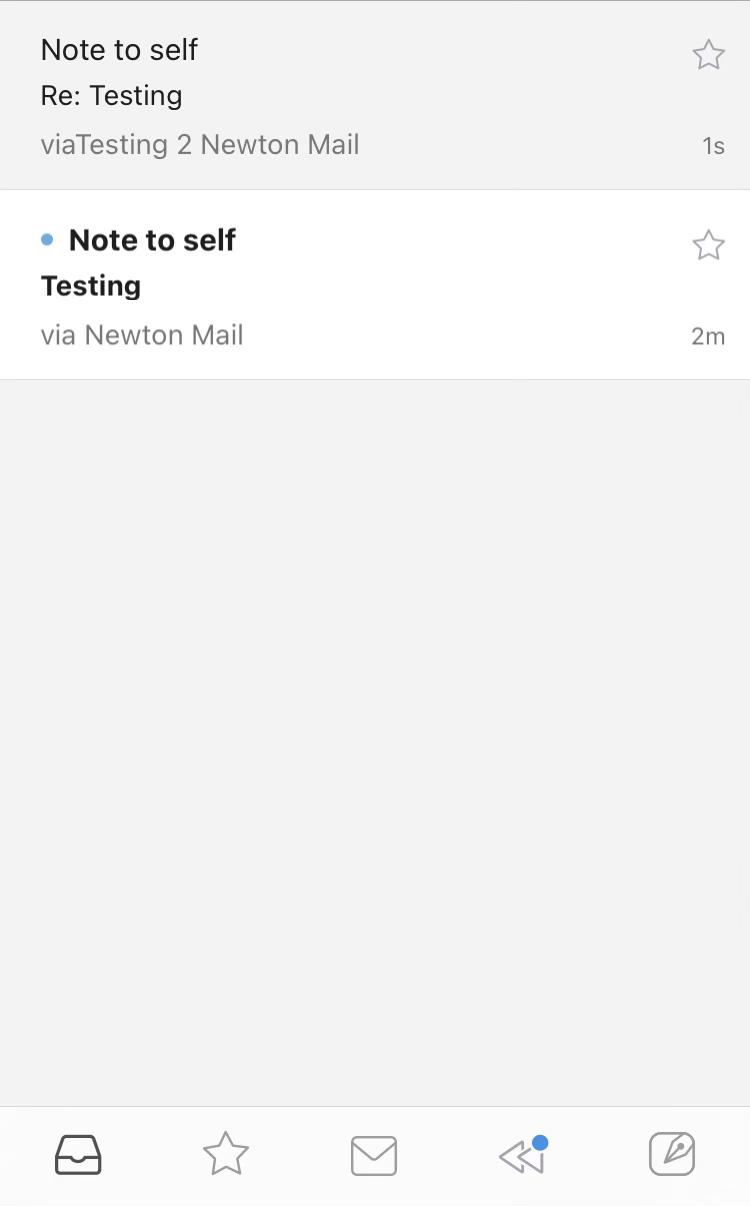 Note to self
Re: Testing
viaTesting 2 Newton Mail
1s
Note to self
Testing
via Newton Mail
2m